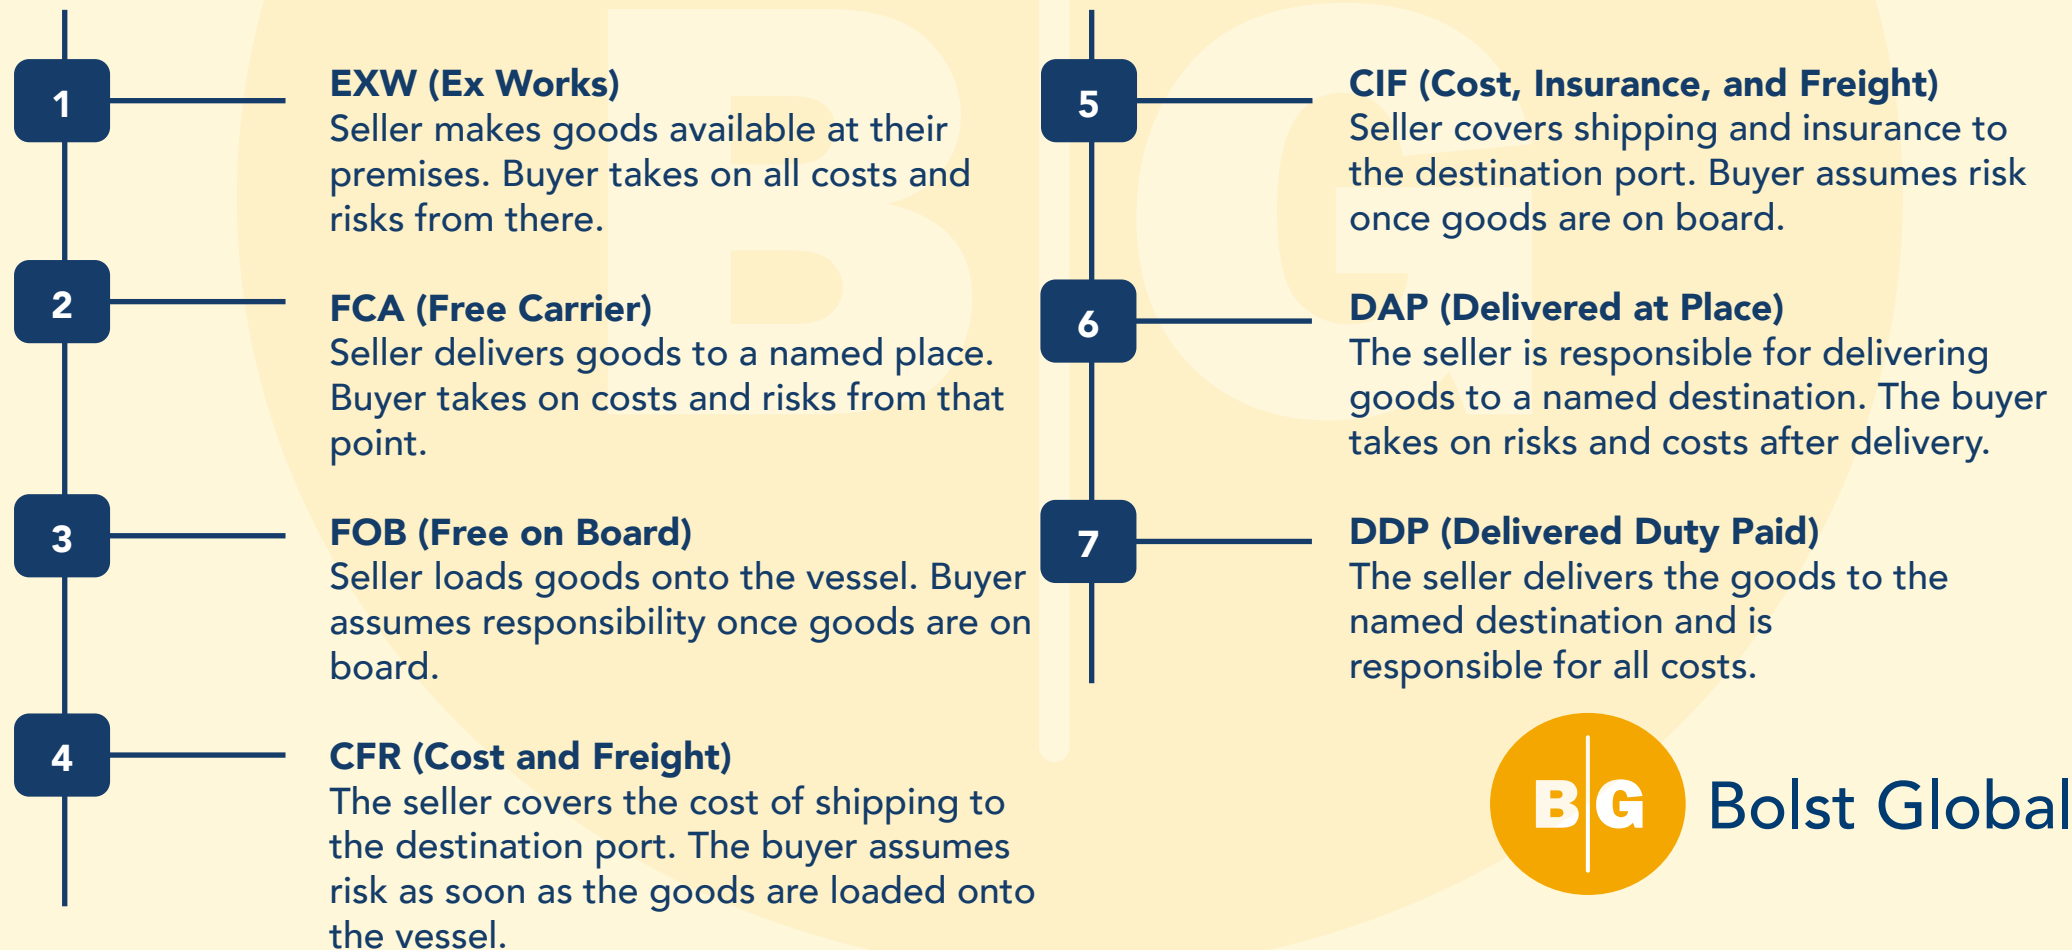 1
EXW (Ex Works)
Seller makes goods available at their
premises. Buyer takes on all costs and
risks from there.
2
FCA (Free Carrier)
Seller delivers goods to a named place.
Buyer takes on costs and risks from that
point.
3
FOB (Free on Board)
Seller loads goods onto the vessel. Buyer
assumes responsibility once goods are on
board.
4
CFR (Cost and Freight)
The seller covers the cost of shipping to
the destination port. The buyer assumes
risk as soon as the goods are loaded onto
the vessel.
5
CIF (Cost, Insurance, and Freight)
Seller covers shipping and insurance to
the destination port. Buyer assumes risk
once goods are on board.
6
DAP (Delivered at Place)
The seller is responsible for delivering
goods to a named destination. The buyer
takes on risks and costs after delivery.
7
DDP (Delivered Duty Paid)
The seller delivers the goods to the
named destination and is
responsible for all costs.
B G
B G Bolst Global